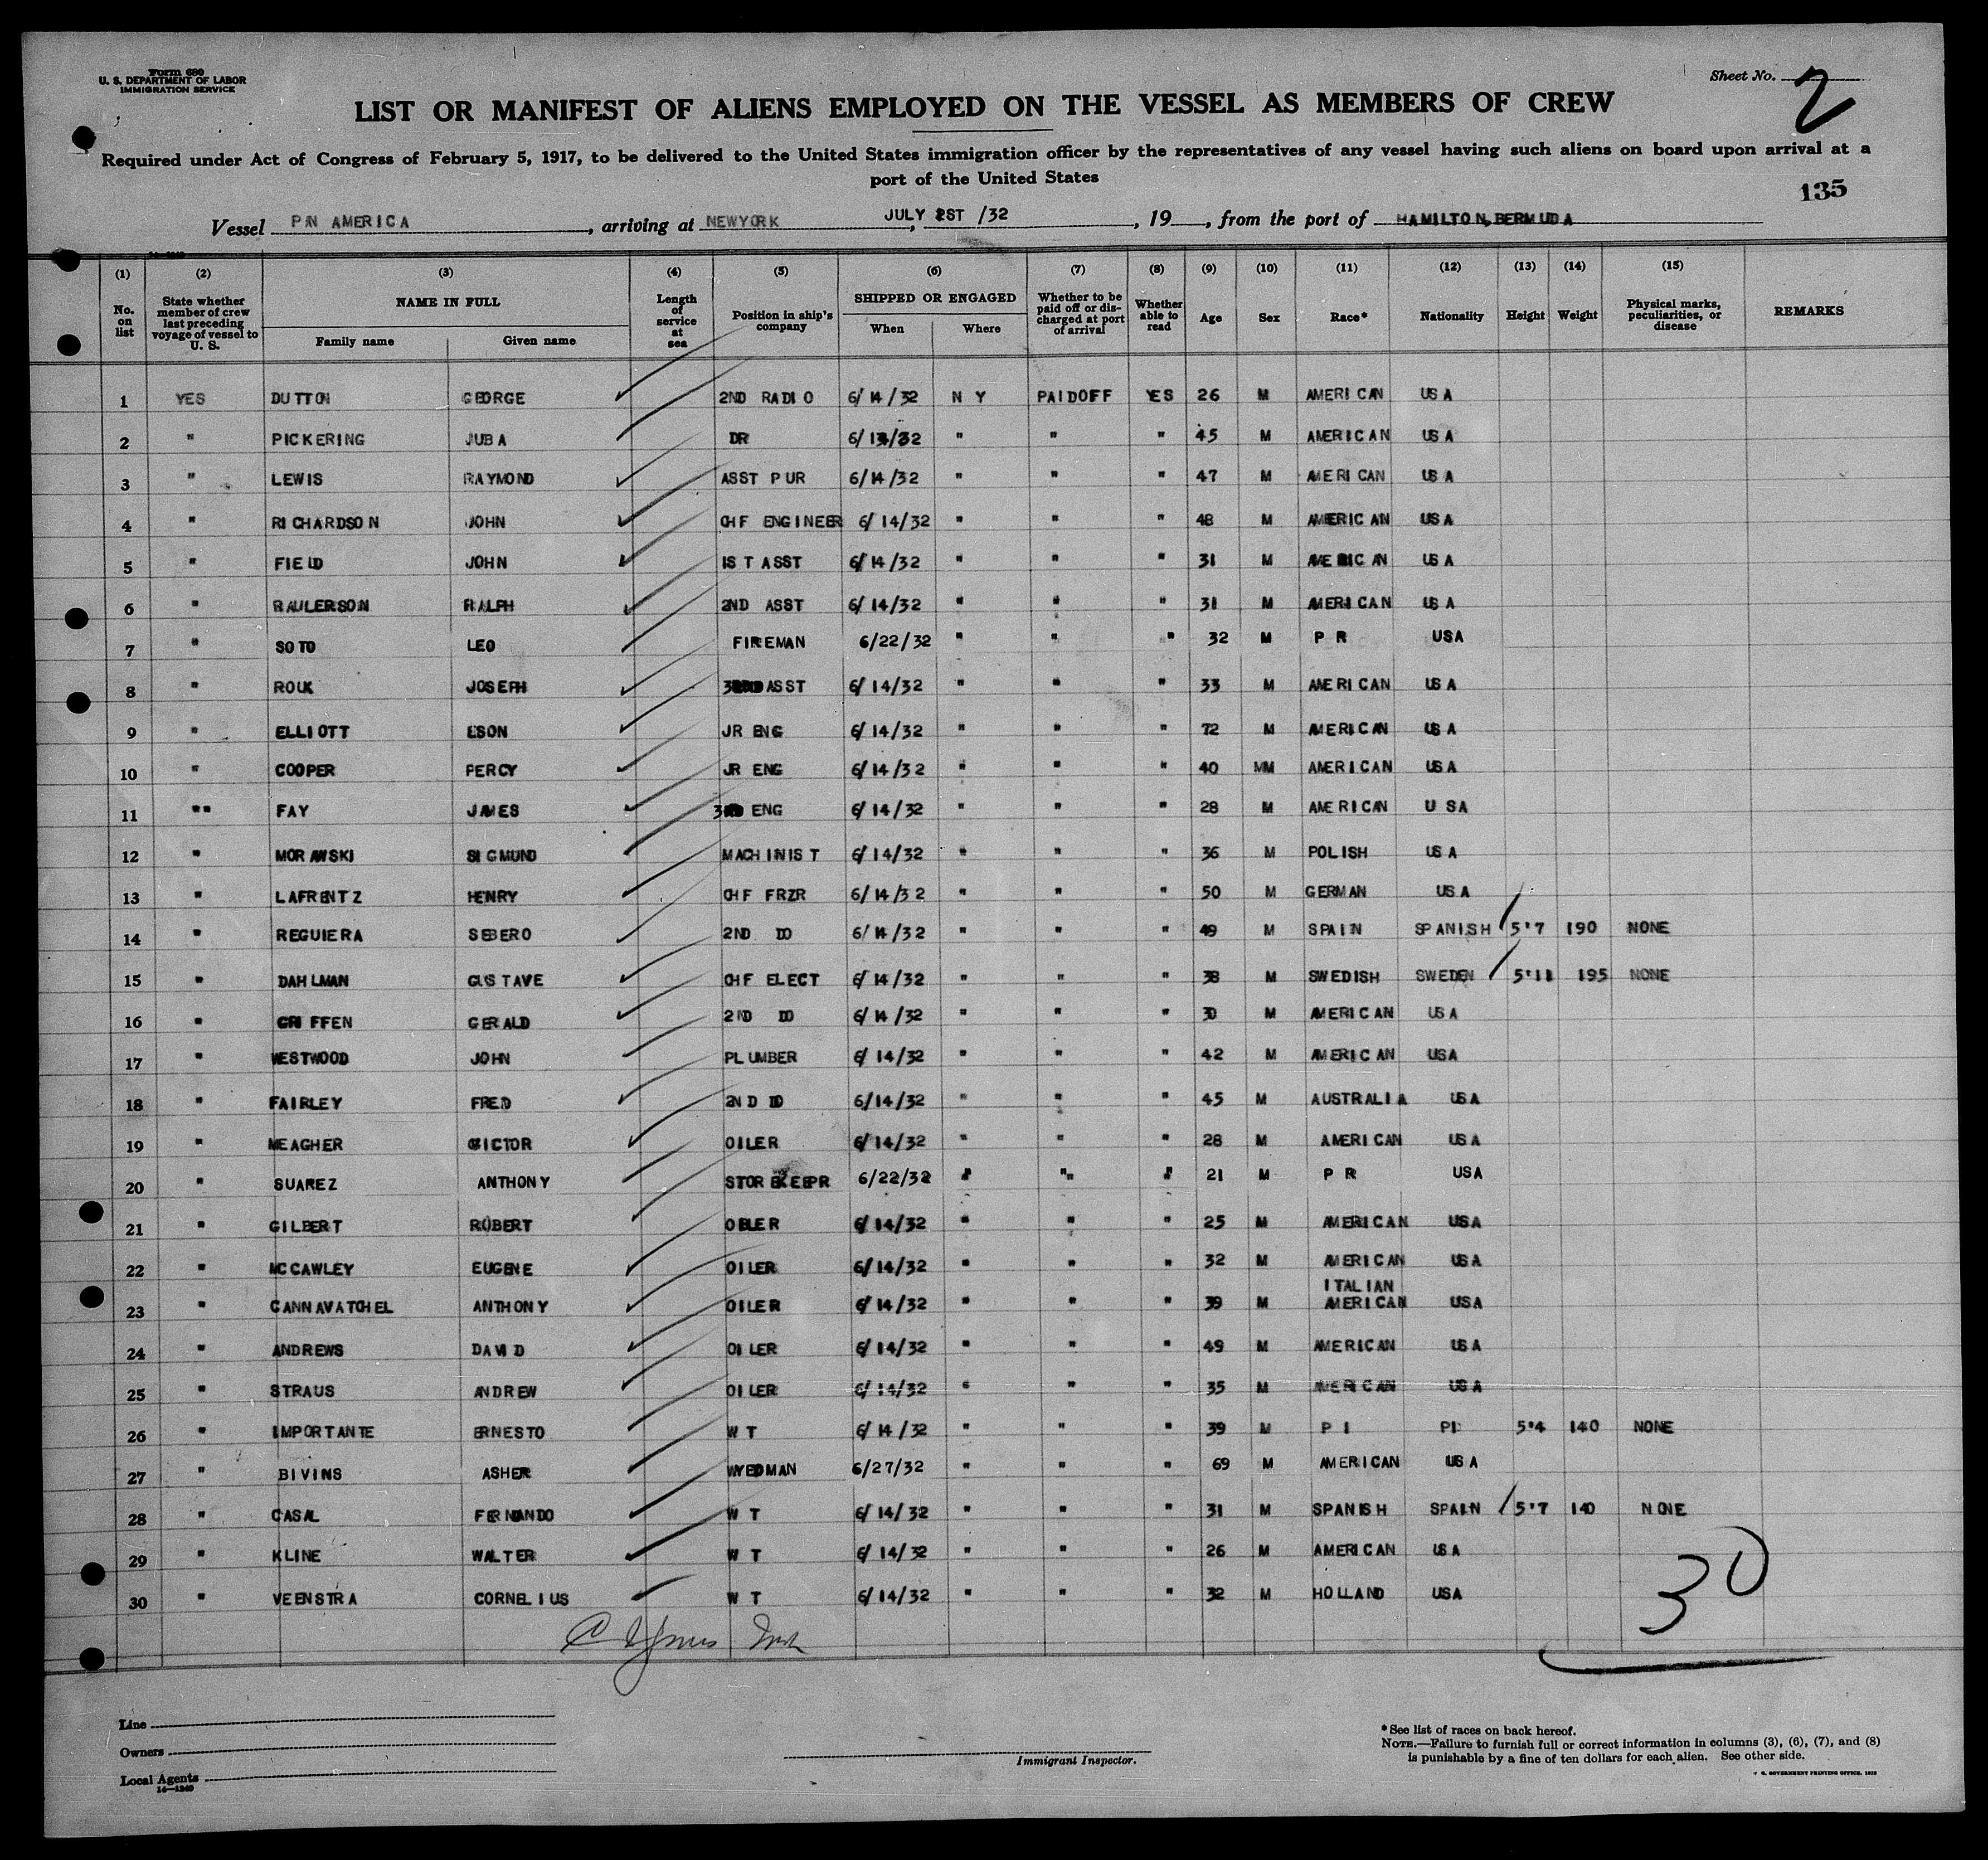 Form 680
U. S. DEPARTMENT OF LABOR
IMMIGRATION SERVICE
Sheet No. 2
LIST OR MANIFEST OF ALIENS EMPLOYED ON THE VESSEL AS MEMBERS OF CREW
Required under Act of Congress of February 5, 1917, to be delivered to the United States immigration officer by the representatives of any vessel having such aliens on board upon arrival at a
port of the United States
135
Vessel PAN AMERICA, arriving at NEWYORK, JULY 1ST /32, 19, from the port of HAMILTON, BERMUDA
(1) (2) (3) (4) (5) (6) (7) (8) (9) (10) (11) (12) (13) (14) (15)
No. on list State whether member of crew last preceding voyage of vessel to U. S. NAME IN FULL Family name Given name Length of service at sea Position in ship's company SHIPPED OR ENGAGED When Where Whether to be paid off or discharged at port of arrival Whether able to read Age Sex Race* Nationality Height Weight Physical marks, peculiarities, or disease REMARKS
1 YES DUTTON GEORGE 2ND RADIO 6/14/32 N Y PAIDOFF YES 26 M AMERICAN USA
2 " PICKERING JUBA DR 6/14/32 " " " 45 M AMERICAN USA
3 " LEWIS RAYMOND ASST PUR 6/14/32 " " " 47 M AMERICAN USA
4 " RICHARDSON JOHN CHF ENGINEER 6/14/32 " " " 48 M AMERICAN USA
5 " FIELD JOHN IST ASST 6/14/32 " " " 31 M AMERICAN USA
6 " RAULERSON RALPH 2ND ASST 6/14/32 " " " 31 M AMERICAN USA
7 " SOTO LEO FIREMAN 6/22/32 " " " 32 M P R USA
8 " ROUK JOSEPH 3RD ASST 6/14/32 " " " 33 M AMERICAN USA
9 " ELLIOTT ESON JR ENG 6/14/32 " " " 72 M AMERICAN USA
10 " COOPER PERCY JR ENG 6/14/32 " " " 40 MM AMERICAN USA
11 "" FAY JAMES 3RD ENG 6/14/32 " " " 28 M AMERICAN USA
12 " MORAWSKI SIGMUND MACHINIST 6/14/32 " " " 36 M POLISH USA
13 " LAFRENTZ HENRY CHF FRZR 6/14/32 " " " 50 M GERMAN USA
14 " REGUIERA SEBERO 2ND DO 6/14/32 " " " 49 M SPAIN SPANISH 5'7 190 NONE
15 " DAHLMAN GUSTAVE CHF ELECT 6/14/32 " " " 38 M SWEDISH SWEDEN 5'11 195 NONE
16 " GRIFFEN GERALD 2ND DO 6/14/32 " " " 30 M AMERICAN USA
17 " WESTWOOD JOHN PLUMBER 6/14/32 " " " 42 M AMERICAN USA
18 " FAIRLEY FRED 2ND DO 6/14/32 " " " 45 M AUSTRALIA USA
19 " MEAGHER VICTOR OILER 6/14/32 " " " 28 M AMERICAN USA
20 " SUAREZ ANTHONY STOREKEEPR 6/22/32 " " " 21 M P R USA
21 " GILBERT ROBERT OILER 6/14/32 " " " 25 M AMERICAN USA
22 " MCCAWLEY EUGENE OILER 6/14/32 " " " 32 M AMERICAN USA
23 " CANNAVATCHEL ANTHONY OILER 6/14/32 " " " 39 M ITALIAN AMERICAN USA
24 " ANDREWS DAVID OILER 6/14/32 " " " 49 M AMERICAN USA
25 " STRAUS ANDREW OILER 6/14/32 " " " 35 M AMERICAN USA
26 " IMPORTANTE ERNESTO W T 6/14/32 " " " 39 M P I PI 5'4 140 NONE
27 " BIVINS ASHER WYEDMAN 6/27/32 " " " 69 M AMERICAN USA
28 " CASAL FERNANDO W T 6/14/32 " " " 31 M SPANISH SPAIN 5'7 140 NONE
29 " KLINE WALTER W T 6/14/32 " " " 26 M AMERICAN USA
30 " VEENSTRA CORNELIUS W T 6/14/32 " " " 32 M HOLLAND USA
30
Line
Owners
Local Agents
14—1240
Immigrant Inspector.
* See list of races on back hereof.
NOTE.—Failure to furnish full or correct information in columns (3), (6), (7), and (8)
is punishable by a fine of ten dollars for each alien. See other side.
GOVERNMENT PRINTING OFFICE